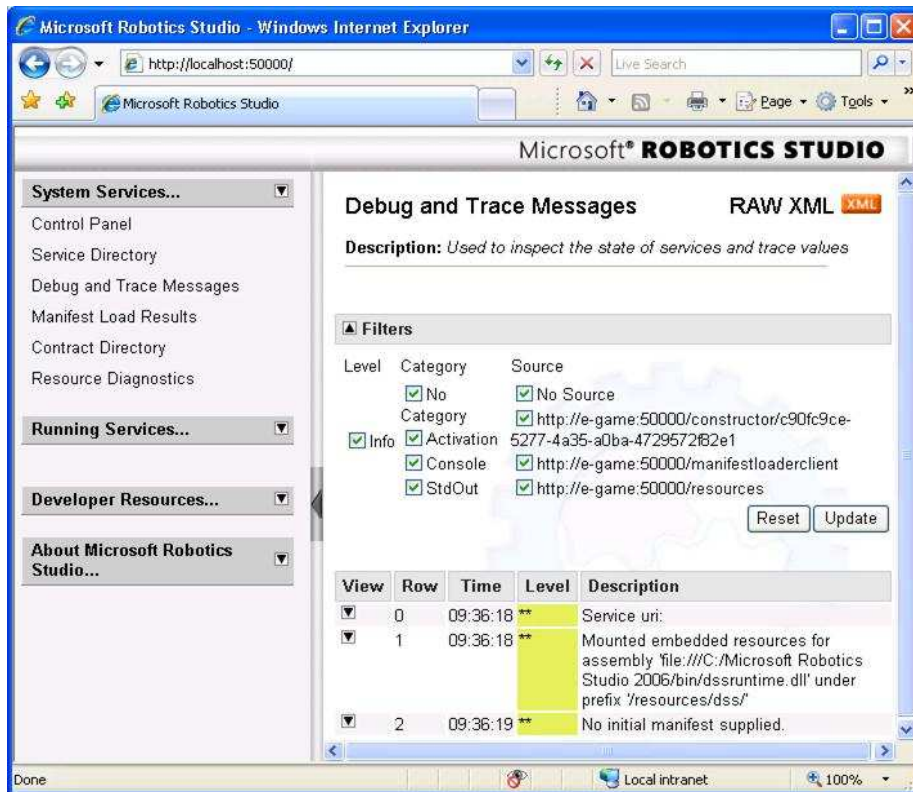 Microsoft Robotics Studio - Windows Internet Explorer
http://localhost:50000/
Live Search
Microsoft Robotics Studio
Page
Tools
Microsoft® ROBOTICS STUDIO
System Services...
Control Panel
Service Directory
Debug and Trace Messages
Manifest Load Results
Contract Directory
Resource Diagnostics
Running Services...
Developer Resources...
About Microsoft Robotics
Studio...
Debug and Trace Messages
RAW XML XML
Description: Used to inspect the state of services and trace values
Filters
Level Category Source
No
Category
Info
Activation
Console
StdOut
No Source
http://e-game:50000/constructor/c90fc9ce-
5277-4a35-a0ba-4729572f82e1
http://e-game:50000/manifestloaderclient
http://e-game:50000/resources
Reset Update
View Row Time Level Description
0 09:36:18 ** Service uri:
1 09:36:18 ** Mounted embedded resources for
assembly 'file:///C:/Microsoft Robotics
Studio 2006/bin/dssruntime.dll' under
prefix '/resources/dss/'
2 09:36:19 ** No initial manifest supplied.
Done
Local intranet
100%